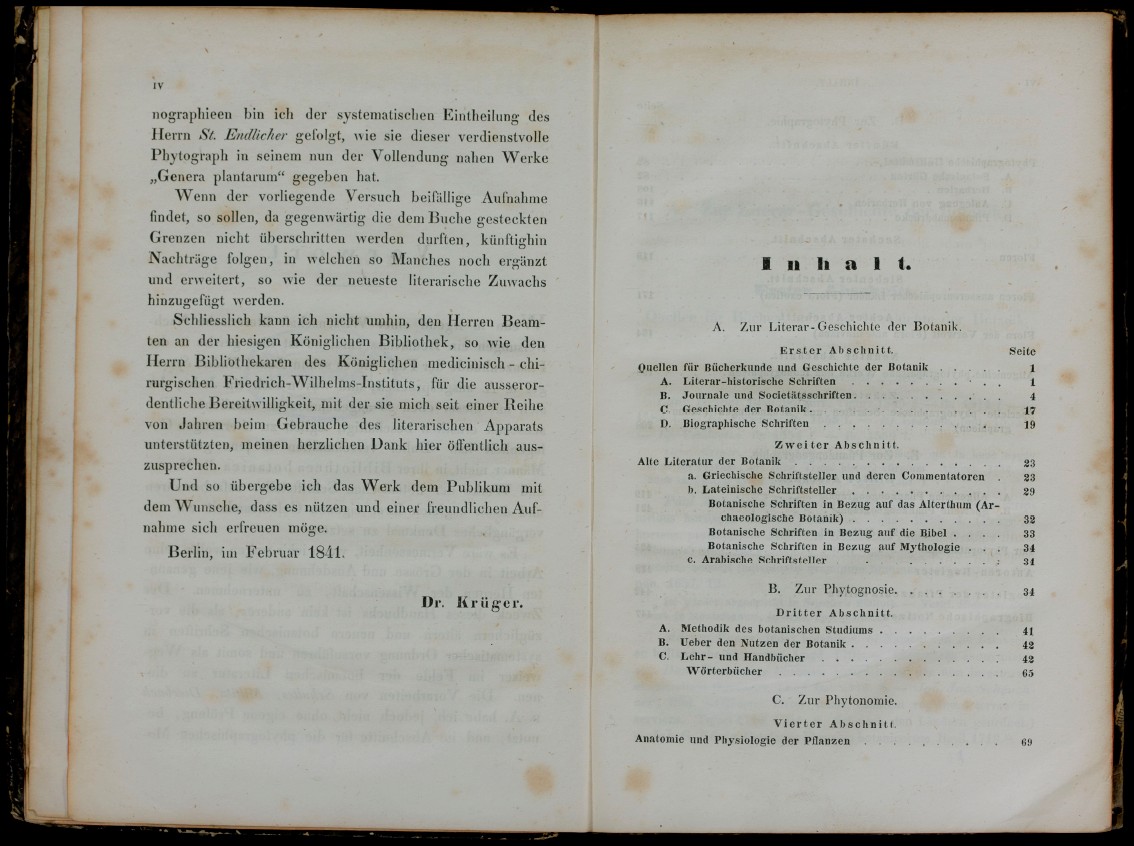 IV
nographieen bin ich der systematischen Eintheilung des
Herrn St. Endlicher gefolgt, wie sie dieser verdienstvolle
Phytograph in seinem nun der Vollendung nahen Werke
„Genera plantarum“ gegeben hat.
Wenn der vorliegende Versuch beifällige Aufnahme
findet, so sollen, da gegenwärtig die dem Buche gesteckten
Grenzen nicht überschritten werden durften, künftighin
Nachträge folgen, in welchen so Manches noch ergänzt
und erweitert, so wie der neueste literarische Zuwachs
hinzugefügt werden.
Schliesslich kann ich nicht umhin, den Herren Beam-
ten an der hiesigen Königlichen Bibliothek, so wie den
Herrn Bibliothekaren des Königlichen medicinisch-chi-
rurgischen Friedrich-Wilhelms-Instituts, für die ausseror-
dentliche Bereitwilligkeit, mit der sie mich seit einer Reihe
von Jahren beim Gebrauche des literarischen Apparats
unterstützten, meinen herzlichen Dank hier öffentlich aus-
zusprechen.
Und so übergebe ich das Werk dem Publikum mit
dem Wunsche, dass es nützen und einer freundlichen Auf-
nahme sich erfreuen möge.
Berlin, im Februar 1841.
Dr. Krüger.
Inhalt.
A. Zur Literar-Geschichte der Botanik.
Erster Abschnitt. Seite
Quellen für Bücherkunde und Geschichte der Botanik . . . . . 1
A. Literar-historische Schriften . . . . . . . . . . . 1
B. Journale und Societätsschriften . . . . . . . . . . 4
C. Geschichte der Botanik . . . . . . . . . . . . . 17
D. Biographische Schriften . . . . . . . . . . . . 19
Zweiter Abschnitt.
Alte Literatur der Botanik . . . . . . . . . . . . . . 23
a. Griechische Schriftsteller und deren Commentatoren . 23
b. Lateinische Schriftsteller . . . . . . . . . . . 29
Botanische Schriften in Bezug auf das Alterthum (Ar-
chaeologische Botanik) . . . . . . . . . . . 32
Botanische Schriften in Bezug auf die Bibel . . . . 33
Botanische Schriften in Bezug auf Mythologie . . . 34
c. Arabische Schriftsteller . . . . . . . . . . . 34
B. Zur Phytognosie. . . . . . . . . . 34
Dritter Abschnitt.
A. Methodik des botanischen Studiums . . . . . . . . . 41
B. Ueber den Nutzen der Botanik . . . . . . . . . . . 42
C. Lehr- und Handbücher . . . . . . . . . . . . . 42
Wörterbücher . . . . . . . . . . . . . . . . 65
C. Zur Phytonomie.
Vierter Abschnitt.
Anatomie und Physiologie der Pflanzen . . . . . . . . . . 69